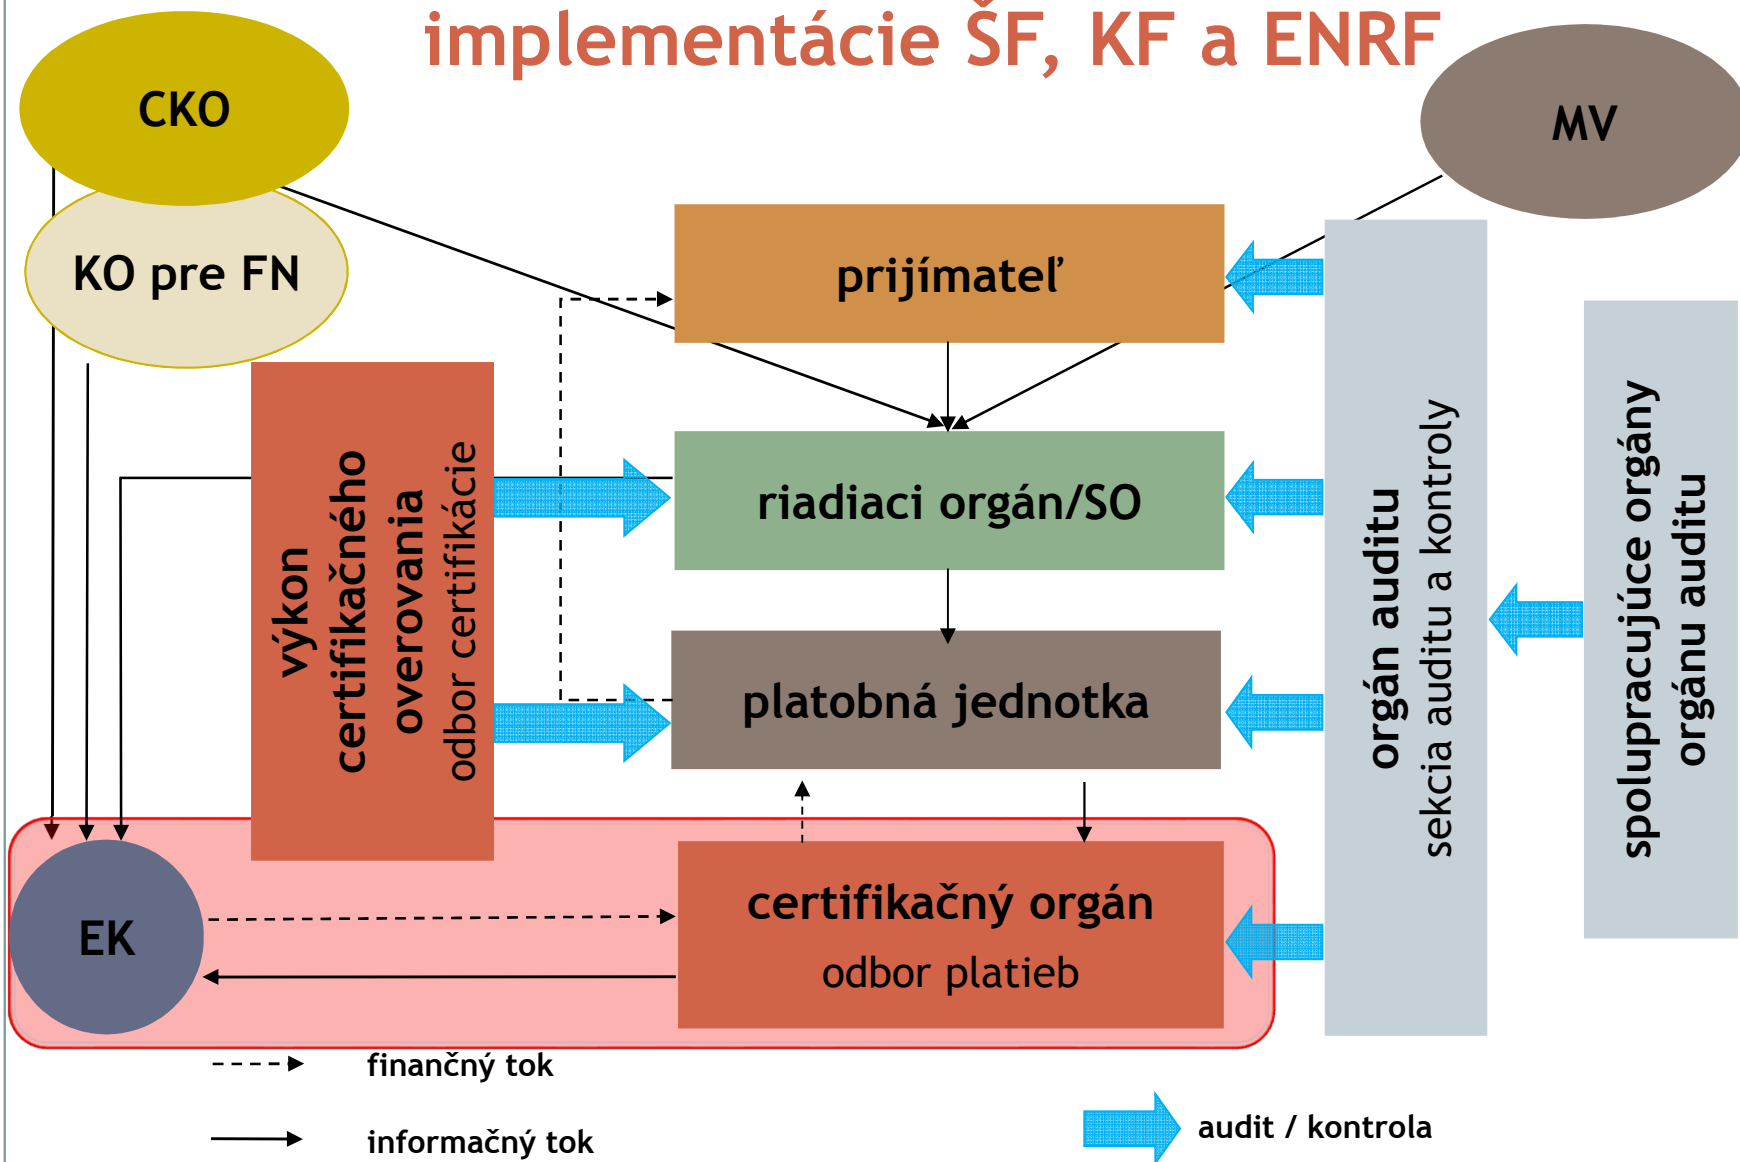 implementácie ŠF, KF a ENRF
CKO
MV
KO pre FN
prijímateľ
výkon
certifikačného
overovania
odbor certifikácie
riadiaci orgán/SO
platobná jednotka
orgán auditu
sekcia auditu a kontroly
spolupracujúce orgány
orgánu auditu
EK
certifikačný orgán
odbor platieb
finančný tok
informačný tok
audit / kontrola